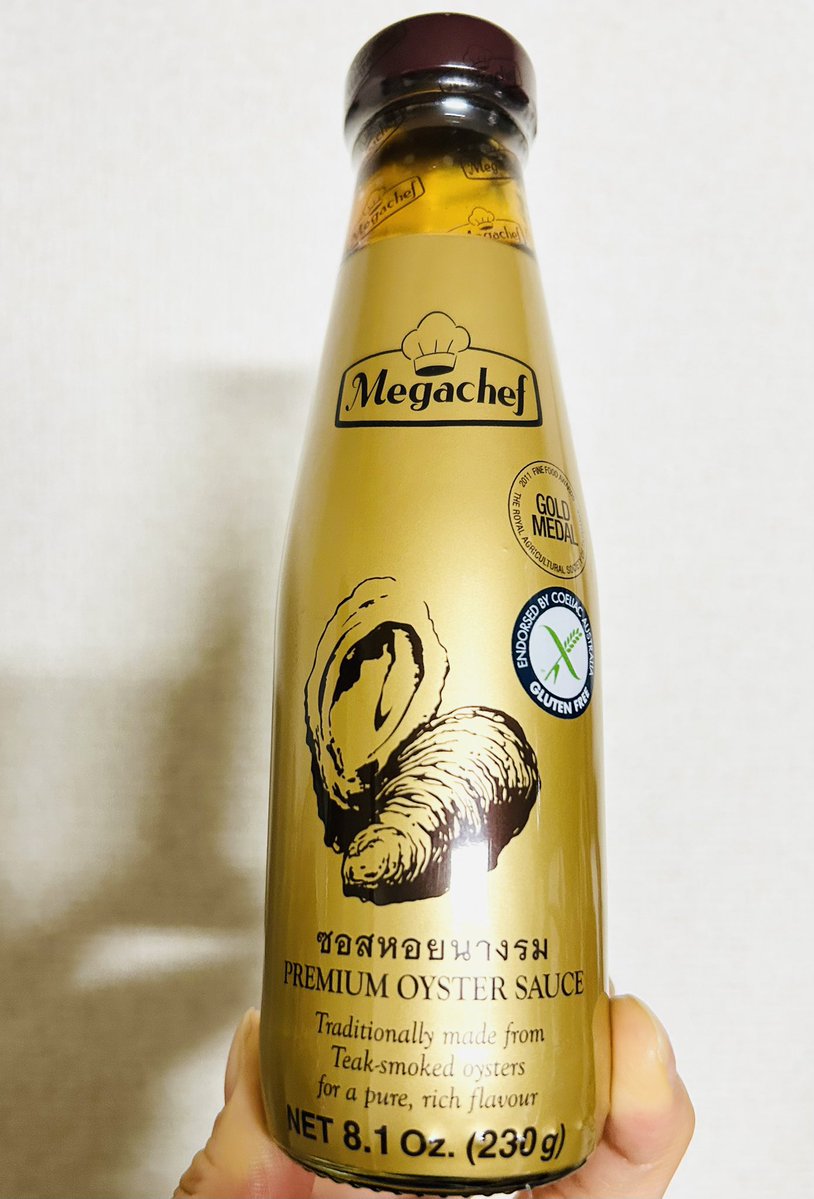 Megachef
Megachef
2011 FINE FOOD
THE ROYAL AGRICULTURAL
GOLD
MEDAL
ENDORSED BY COELIAC AUSTRALIA
GLUTEN FREE
ซอสหอยนางรม
PREMIUM OYSTER SAUCE
Traditionally made from
Teak-smoked oysters
for a pure, rich flavour
NET 8.1 Oz. (230g)